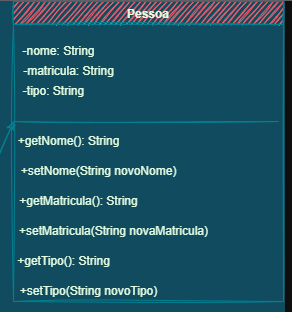 Pessoa
-nome: String
-matricula: String
-tipo: String
+getNome(): String
+setNome(String novoNome)
+getMatricula(): String
+setMatricula(String novaMatricula)
+getTipo(): String
+setTipo(String novoTipo)